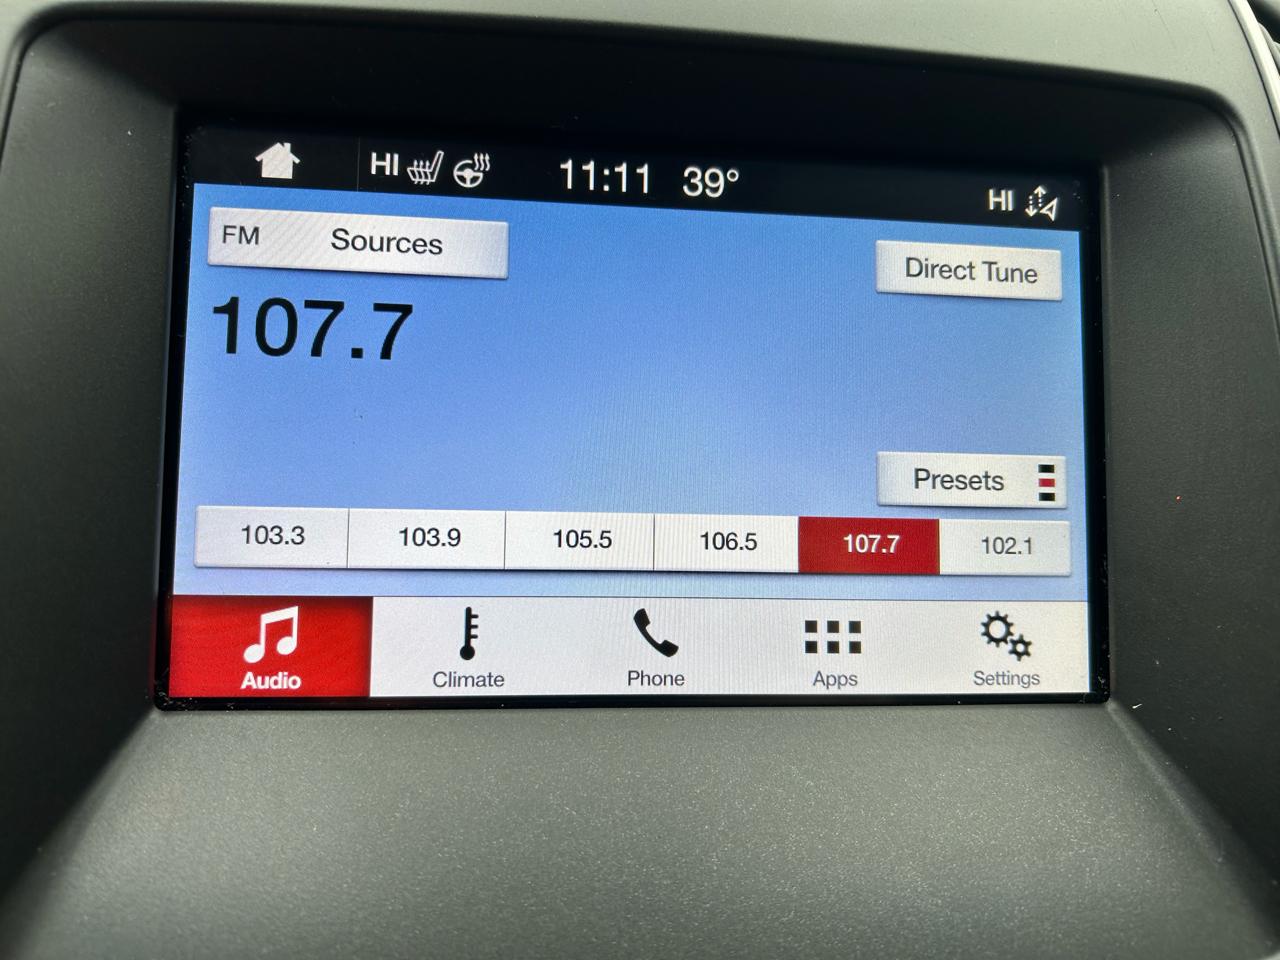 HI 11:11 39° HI
FM Sources
Direct Tune
107.7
Presets
103.3 103.9 105.5 106.5 107.7 102.1
Audio Climate Phone Apps Settings